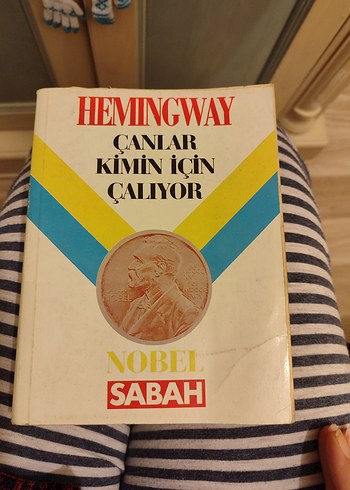 HEMINGWAY
ÇANLAR
KİMİN İÇİN
ÇALIYOR
NOBEL
SABAH